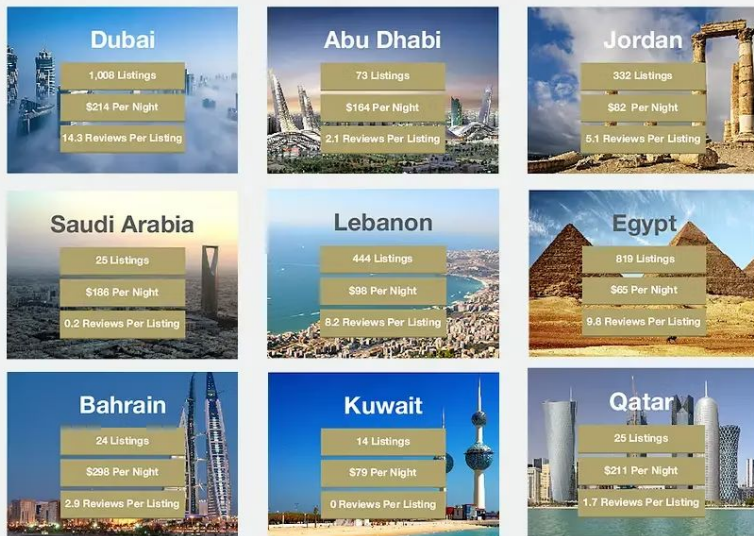 Dubai
1,008 Listings
$214 Per Night
14.3 Reviews Per Listing
Abu Dhabi
73 Listings
$164 Per Night
2.1 Reviews Per Listing
Jordan
332 Listings
$82 Per Night
5.1 Reviews Per Listing
Saudi Arabia
25 Listings
$186 Per Night
0.2 Reviews Per Listing
Lebanon
444 Listings
$98 Per Night
8.2 Reviews Per Listing
Egypt
819 Listings
$65 Per Night
9.8 Reviews Per Listing
Bahrain
24 Listings
$298 Per Night
2.9 Reviews Per Listing
Kuwait
14 Listings
$79 Per Night
0 Reviews Per Listing
Qatar
25 Listings
$211 Per Night
1.7 Reviews Per Listing